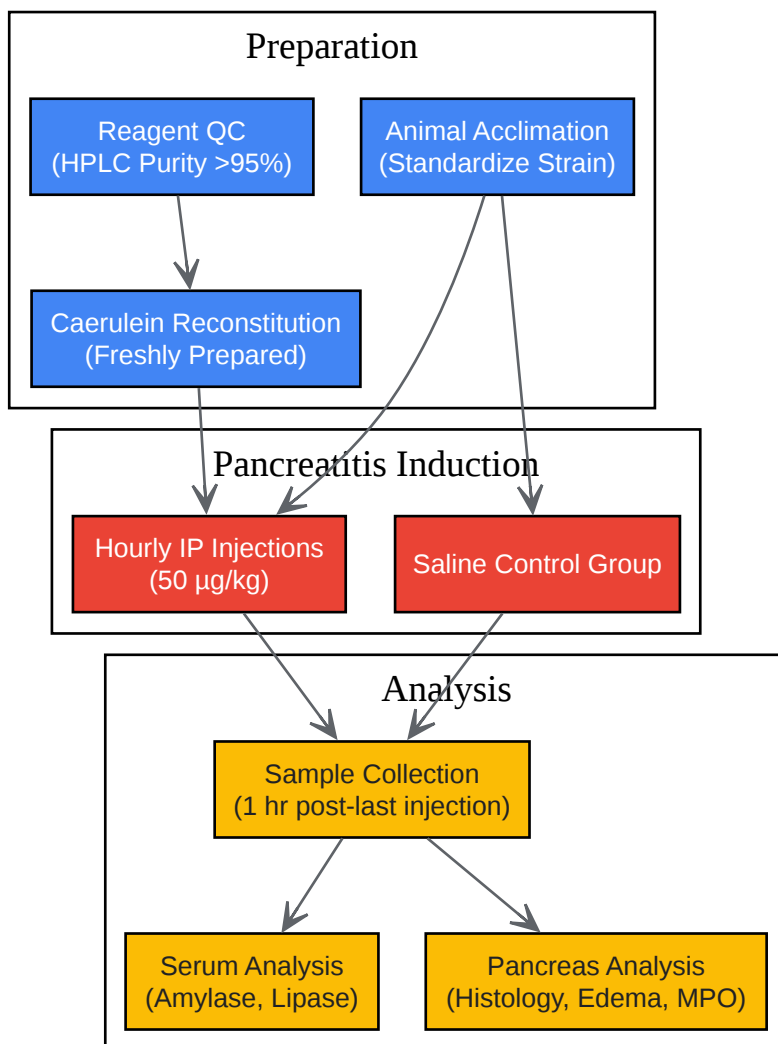 Preparation
Reagent QC
(HPLC Purity >95%)
Animal Acclimation
(Standardize Strain)
Caerulein Reconstitution
(Freshly Prepared)
Pancreatitis Induction
Hourly IP Injections
(50 µg/kg)
Saline Control Group
Analysis
Sample Collection
(1 hr post-last injection)
Serum Analysis
(Amylase, Lipase)
Pancreas Analysis
(Histology, Edema, MPO)